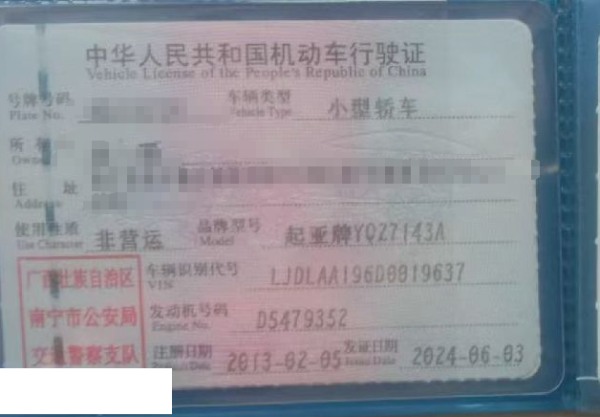 中华人民共和国机动车行驶证
Vehicle License of the People's Republic of China
号牌号码 车辆类型 小型轿车
Plate No. Vehicle Type
所
Owner
住 址
Address
使用性质 非营运 品牌型号 起亚牌YQZ7143A
Use Character Model
广西壮族自治区 车辆识别代号 LJDLAA196D0019637
VIN
南宁市公安局 发动机号码 D5479352
Engine No.
交通警察支队 注册日期 2013-02-05 发证日期 2024-06-03
Register Date Issue Date